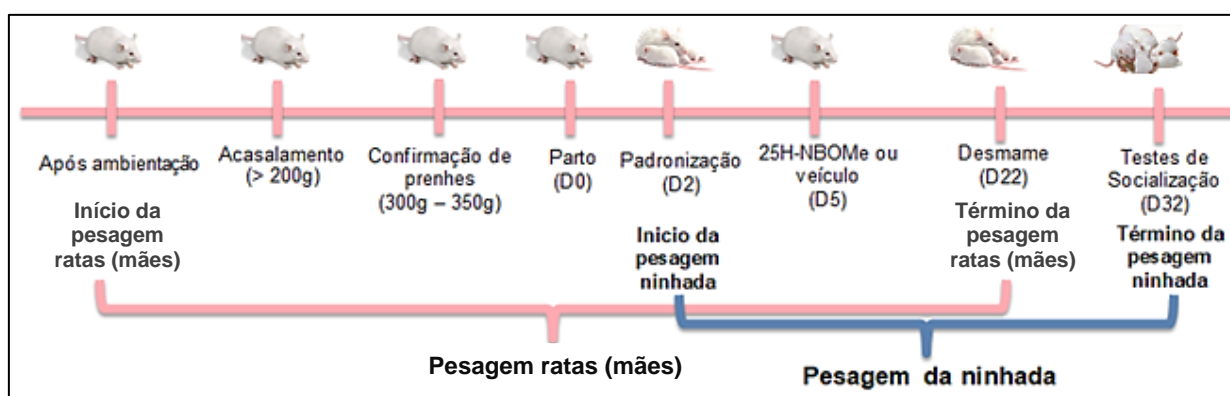 Após ambientação
Início da
pesagem
ratas (mães)
Acasalamento
(> 200g)
Confirmação de
prenhes
(300g – 350g)
Parto
(D0)
Padronização
(D2)
Inicio da
pesagem
ninhada
25H-NBOMe ou
veículo
(D5)
Desmame
(D22)
Término da
pesagem
ratas (mães)
Testes de
Socialização
(D32)
Término da
pesagem
ninhada
Pesagem ratas (mães)
Pesagem da ninhada